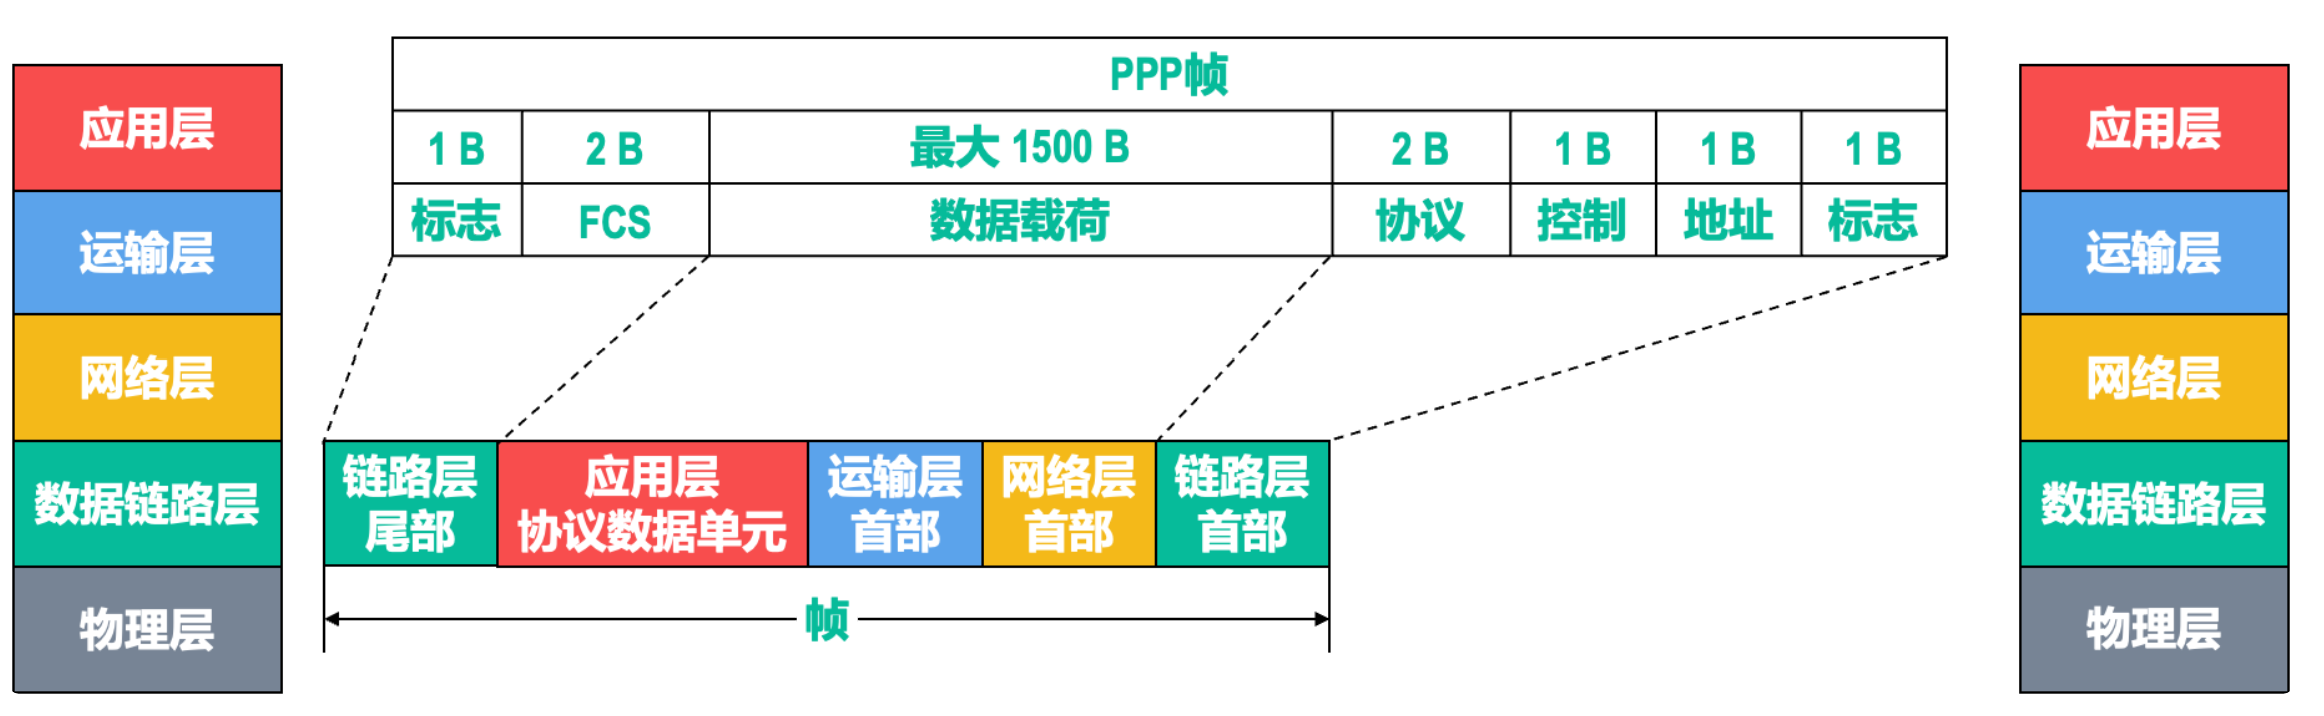 应用层
运输层
网络层
数据链路层
物理层
PPP帧
1 B 2 B 最大 1500 B 2 B 1 B 1 B 1 B
标志 FCS 数据载荷 协议 控制 地址 标志
链路层
尾部
应用层
协议数据单元
运输层
首部
网络层
首部
链路层
首部
帧
应用层
运输层
网络层
数据链路层
物理层